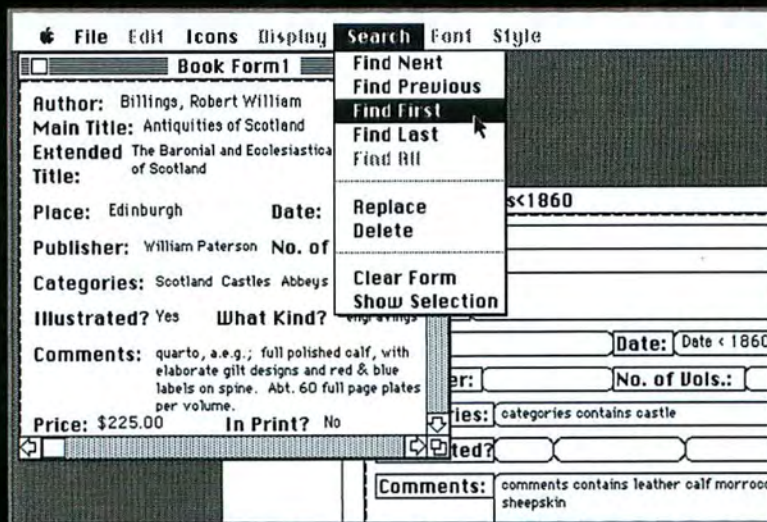 File Edit Icons Display Search Font Style
Book Form1
Find Next
Find Previous
Find First
Find Last
Find All
Replace
Delete
Clear Form
Show Selection
Author: Billings, Robert William
Main Title: Antiquities of Scotland
Extended The Baronial and Ecclesiastica
Title: of Scotland
Place: Edinburgh Date:
Publisher: William Paterson No. of
Categories: Scotland Castles Abbeys
Illustrated? Yes What Kind? engravings
Comments: quarto, a.e.g.; full polished calf, with
elaborate gilt designs and red & blue
labels on spine. Abt. 60 full page plates
per volume.
Price: $225.00 In Print? No
s<1860
Date: Date < 1860
er: No. of Vols.:
ries: categories contains castle
ted?
Comments: comments contains leather calf morrocc
sheepskin